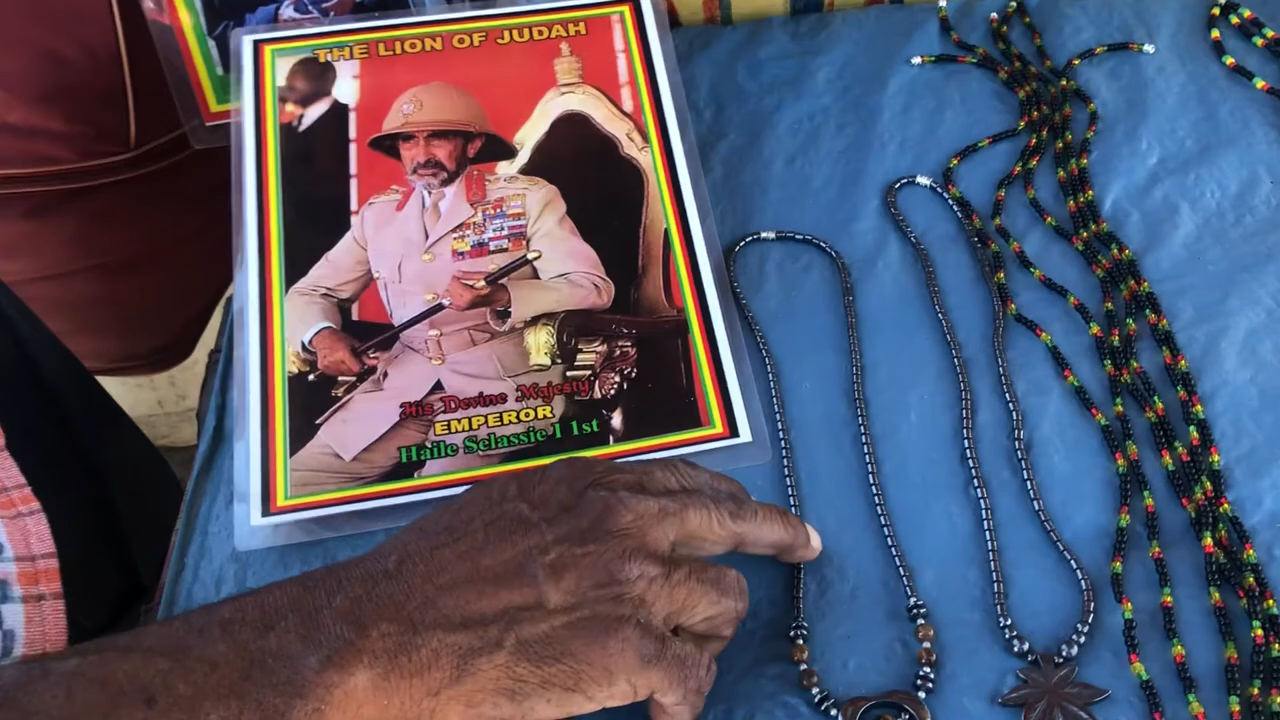 THE LION OF JUDAH
His Devine Majesty
EMPEROR
Haile Selassie I 1st